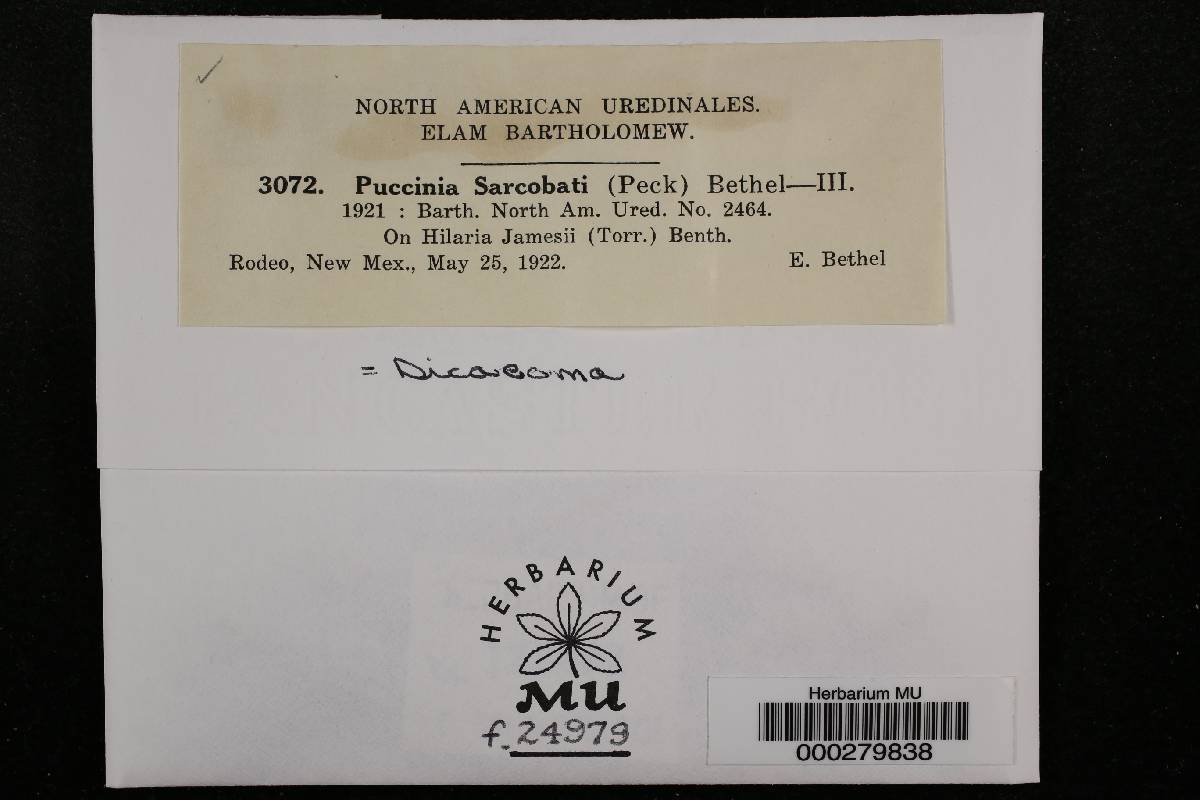 NORTH AMERICAN UREDINALES.
ELAM BARTHOLOMEW.
3072. Puccinia Sarcobati (Peck) Bethel—III.
1921 : Barth. North Am. Ured. No. 2464.
On Hilaria Jamesii (Torr.) Benth.
Rodeo, New Mex., May 25, 1922. E. Bethel
= Dicaeoma
HERBARIUM
MU
f. 24979
Herbarium MU
000279838